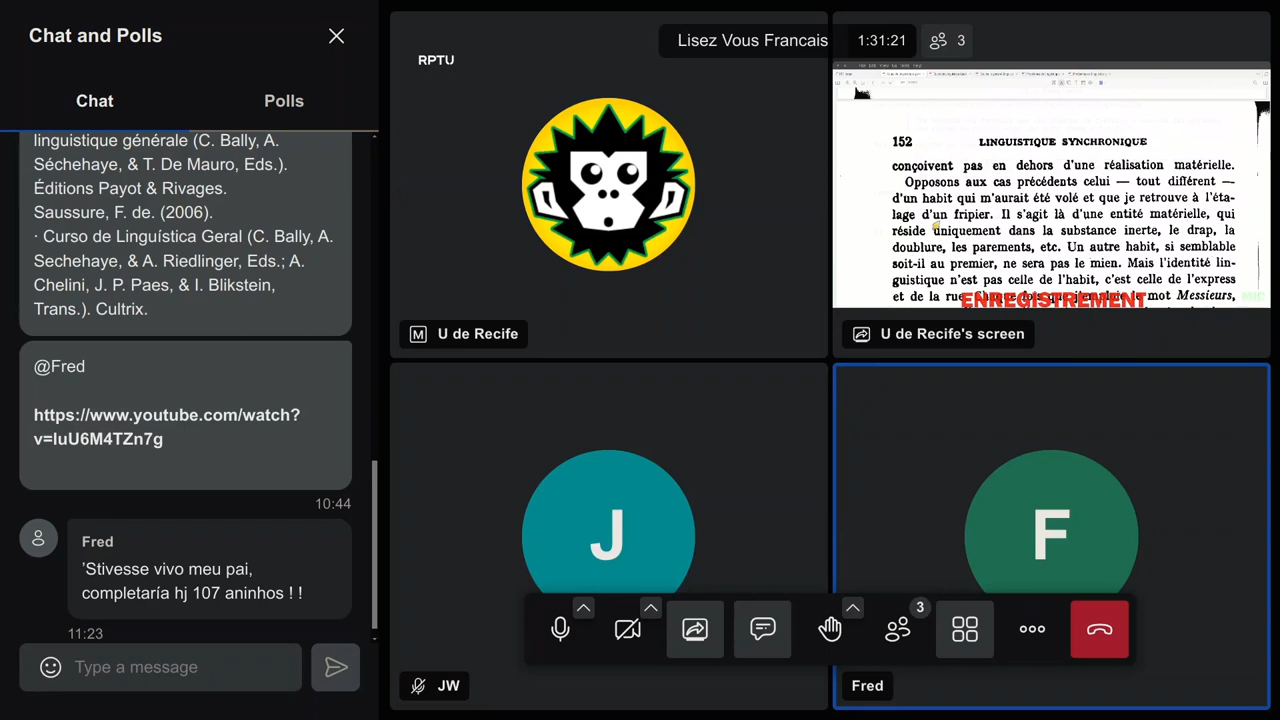 Chat and Polls
Chat
Polls
linguistique générale (C. Bally, A.
Séchehaye, & T. De Mauro, Eds.).
Éditions Payot & Rivages.
Saussure, F. de. (2006).
· Curso de Linguística Geral (C. Bally, A.
Sechehaye, & A. Riedlinger, Eds.; A.
Chelini, J. P. Paes, & I. Blikstein,
Trans.). Cultrix.
@Fred
https://www.youtube.com/watch?
v=luU6M4TZn7g
10:44
Fred
'Stivesse vivo meu pai,
completaría hj 107 aninhos ! !
11:23
Type a message
RPTU
M
U de Recife
Lisez Vous Francais
1:31:21
3
152
LINGUISTIQUE SYNCHRONIQUE
conçoivent pas en dehors d'une réalisation matérielle.
Opposons aux cas précédents celui — tout différent —
d'un habit qui m'aurait été volé et que je retrouve à l'éta-
lage d'un fripier. Il s'agit là d'une entité matérielle, qui
réside uniquement dans la substance inerte, le drap, la
doublure, les parements, etc. Un autre habit, si semblable
soit-il au premier, ne sera pas le mien. Mais l'identité lin-
guistique n'est pas celle de l'habit, c'est celle de l'express
et de la rue. Chaque fois que j'emploie le mot Messieurs,
ENREGISTREMENT
MIC
U de Recife's screen
J
JW
F
Fred
3